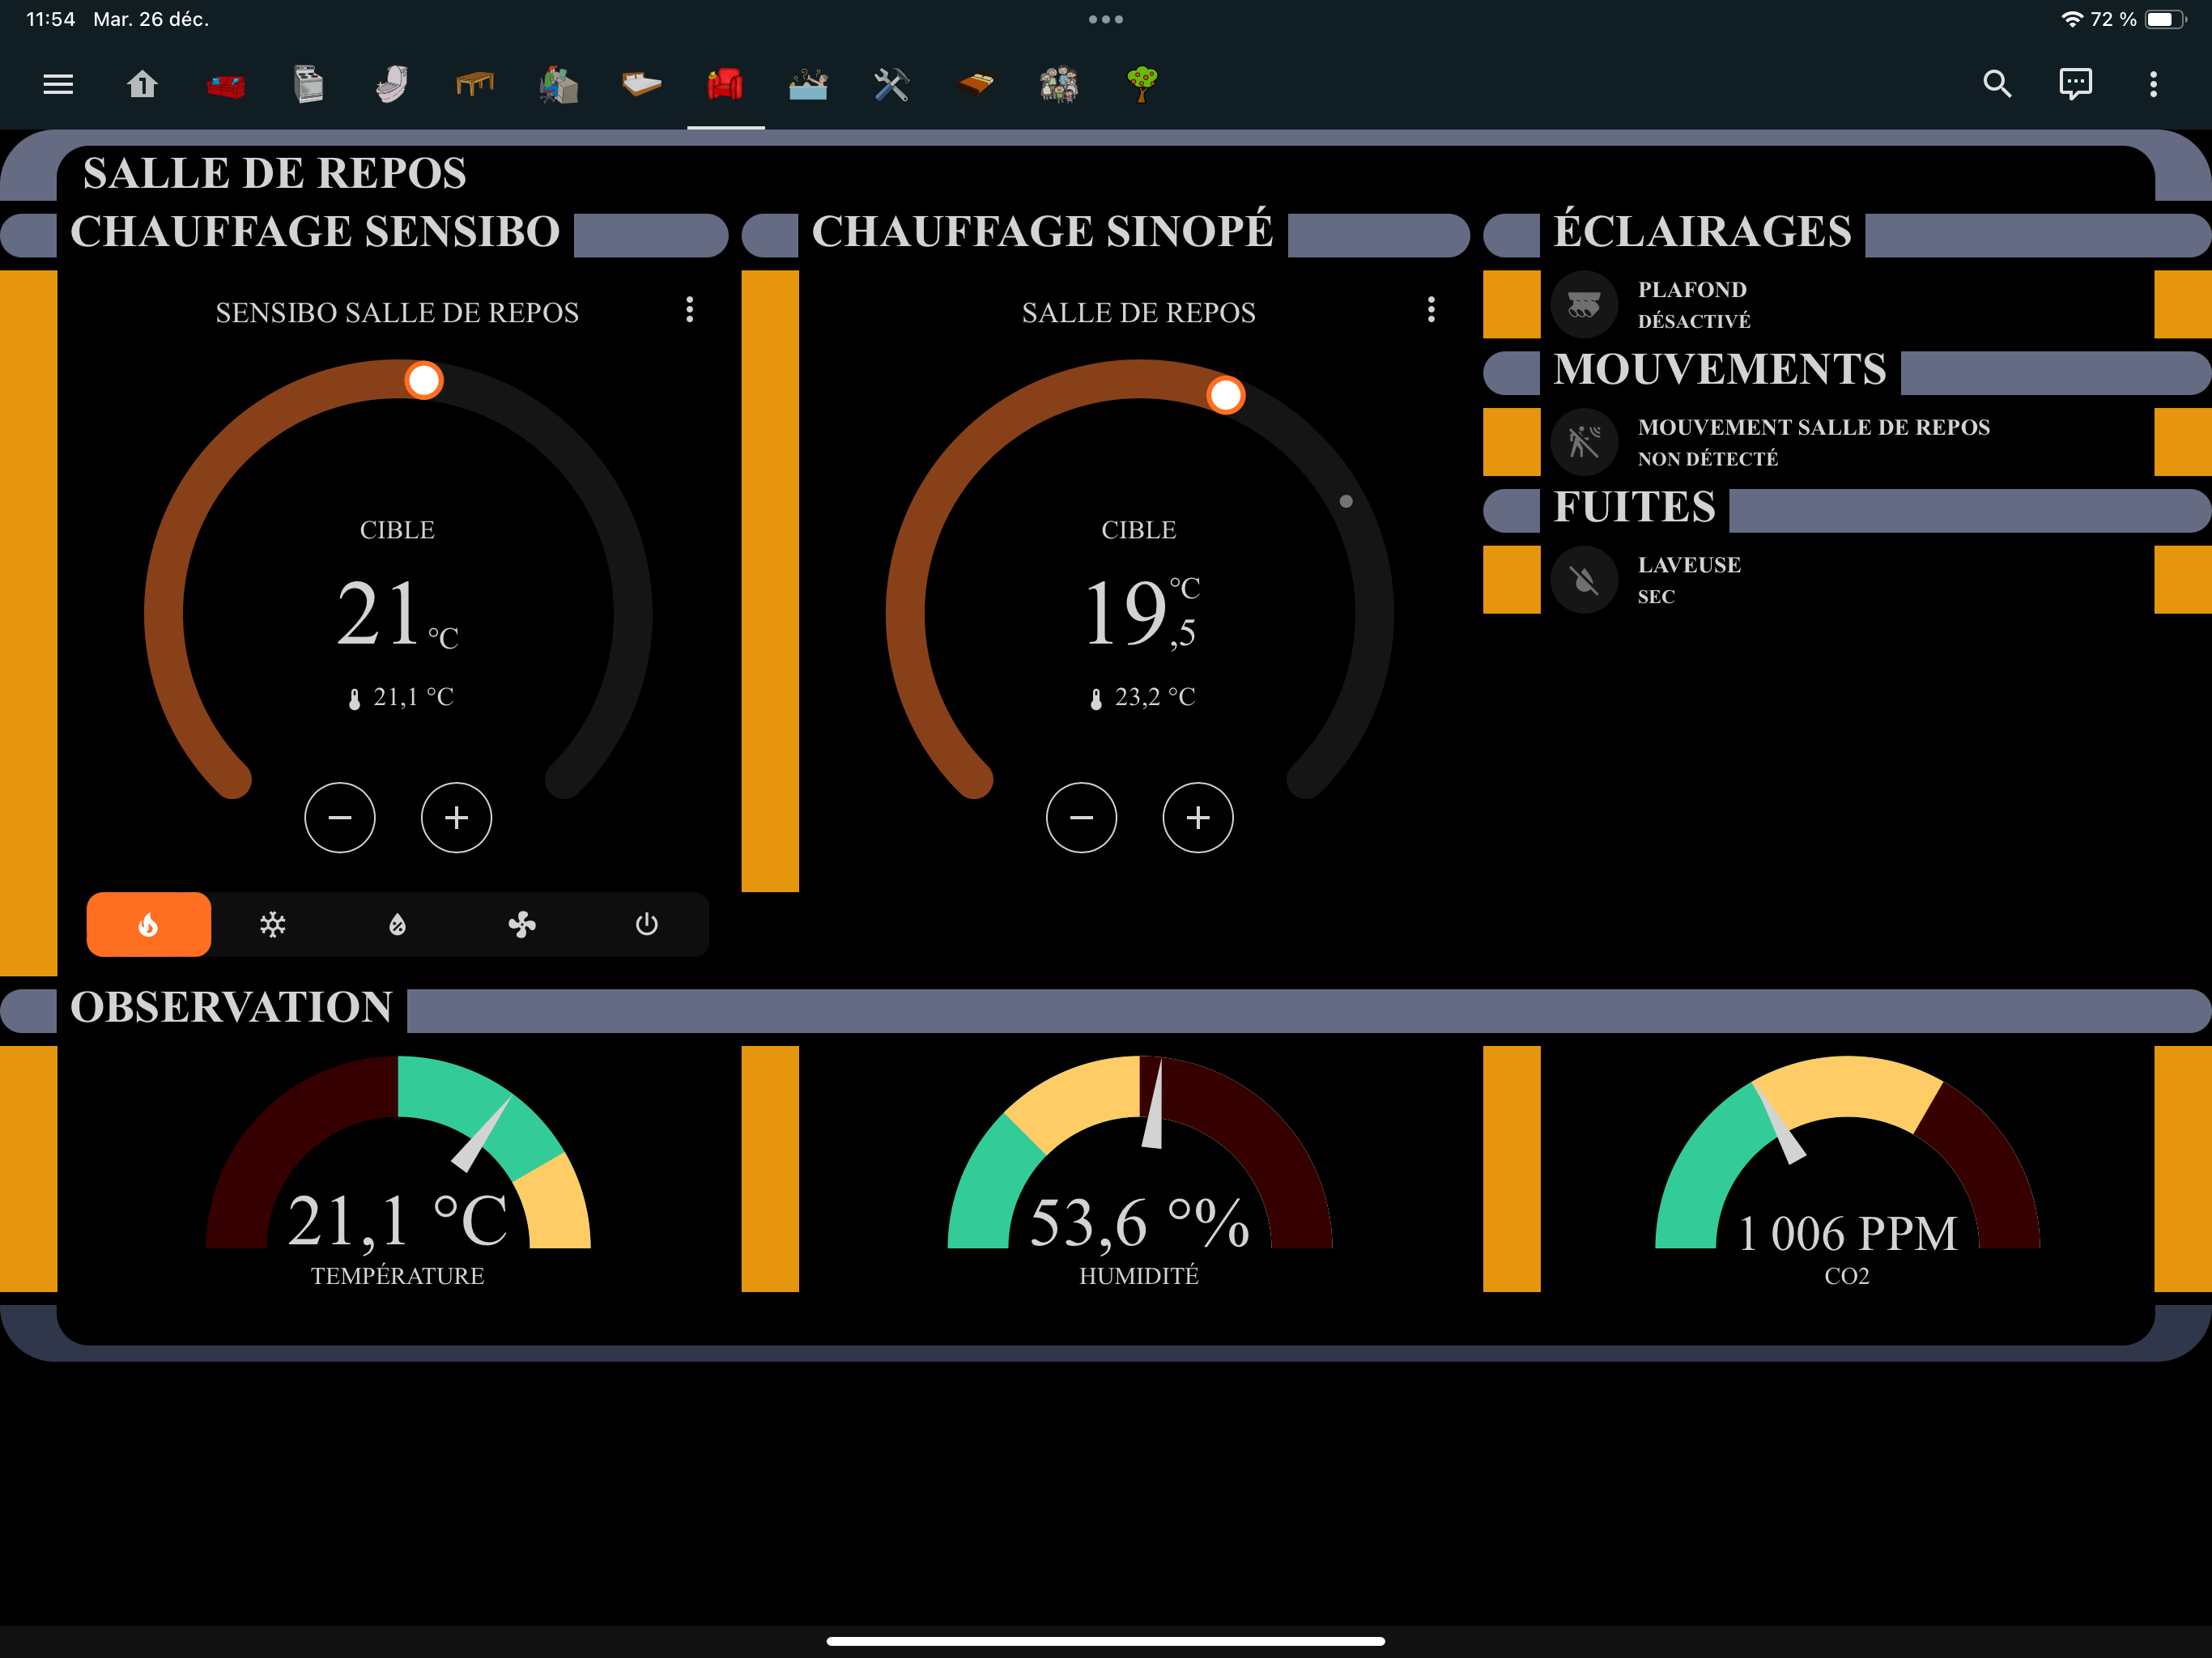 11:54 Mar. 26 déc.
72 %
1
SALLE DE REPOS
CHAUFFAGE SENSIBO
SENSIBO SALLE DE REPOS
CIBLE
21 °C
21,1 °C
CHAUFFAGE SINOPÉ
SALLE DE REPOS
CIBLE
19,5 °C
23,2 °C
ÉCLAIRAGES
PLAFOND
DÉSACTIVÉ
MOUVEMENTS
MOUVEMENT SALLE DE REPOS
NON DÉTECTÉ
FUITES
LAVEUSE
SEC
OBSERVATION
21,1 °C
TEMPÉRATURE
53,6 °%
HUMIDITÉ
1 006 PPM
CO2